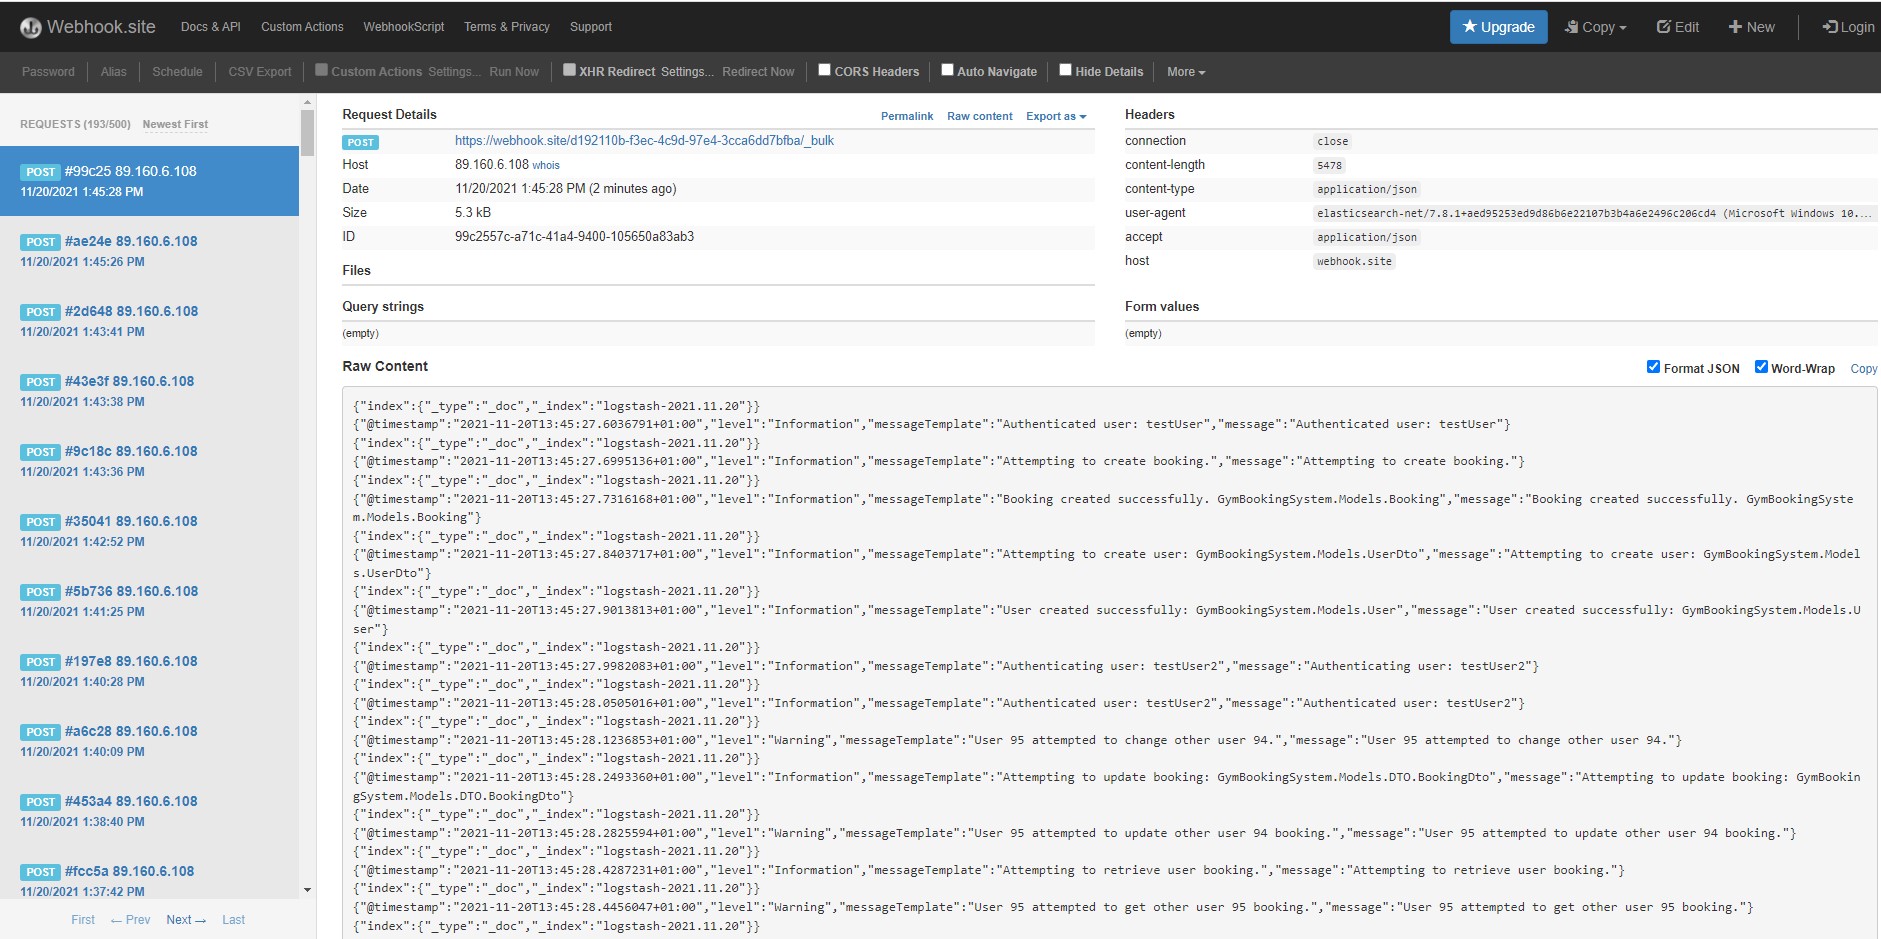 Webhook.site Docs & API Custom Actions WebhookScript Terms & Privacy Support Upgrade Copy Edit New Login
Password Alias Schedule CSV Export Custom Actions Settings... Run Now XHR Redirect Settings... Redirect Now CORS Headers Auto Navigate Hide Details More
REQUESTS (193/500) Newest First
POST #99c25 89.160.6.108
11/20/2021 1:45:28 PM
POST #ae24e 89.160.6.108
11/20/2021 1:45:26 PM
POST #2d648 89.160.6.108
11/20/2021 1:43:41 PM
POST #43e3f 89.160.6.108
11/20/2021 1:43:38 PM
POST #9c18c 89.160.6.108
11/20/2021 1:43:36 PM
POST #35041 89.160.6.108
11/20/2021 1:42:52 PM
POST #5b736 89.160.6.108
11/20/2021 1:41:25 PM
POST #197e8 89.160.6.108
11/20/2021 1:40:28 PM
POST #a6c28 89.160.6.108
11/20/2021 1:40:09 PM
POST #453a4 89.160.6.108
11/20/2021 1:38:40 PM
POST #fcc5a 89.160.6.108
11/20/2021 1:37:42 PM
First ← Prev Next → Last
Request Details Permalink Raw content Export as
POST https://webhook.site/d192110b-f3ec-4c9d-97e4-3cca6dd7bfba/_bulk
Host 89.160.6.108 whois
Date 11/20/2021 1:45:28 PM (2 minutes ago)
Size 5.3 kB
ID 99c2557c-a71c-41a4-9400-105650a83ab3
Files
Query strings
(empty)
Headers
connection close
content-length 5478
content-type application/json
user-agent elasticsearch-net/7.8.1+aed95253ed9d86b6e22107b3b4a6e2496c206cd4 (Microsoft Windows 10....
accept application/json
host webhook.site
Form values
(empty)
Raw Content Format JSON Word-Wrap Copy
{"index":{"_type":"_doc","_index":"logstash-2021.11.20"}}
{"@timestamp":"2021-11-20T13:45:27.6036791+01:00","level":"Information","messageTemplate":"Authenticated user: testUser","message":"Authenticated user: testUser"}
{"index":{"_type":"_doc","_index":"logstash-2021.11.20"}}
{"@timestamp":"2021-11-20T13:45:27.6995136+01:00","level":"Information","messageTemplate":"Attempting to create booking.","message":"Attempting to create booking."}
{"index":{"_type":"_doc","_index":"logstash-2021.11.20"}}
{"@timestamp":"2021-11-20T13:45:27.7316168+01:00","level":"Information","messageTemplate":"Booking created successfully. GymBookingSystem.Models.Booking","message":"Booking created successfully. GymBookingSyste
m.Models.Booking"}
{"index":{"_type":"_doc","_index":"logstash-2021.11.20"}}
{"@timestamp":"2021-11-20T13:45:27.8403717+01:00","level":"Information","messageTemplate":"Attempting to create user: GymBookingSystem.Models.UserDto","message":"Attempting to create user: GymBookingSystem.Model
s.UserDto"}
{"index":{"_type":"_doc","_index":"logstash-2021.11.20"}}
{"@timestamp":"2021-11-20T13:45:27.9013813+01:00","level":"Information","messageTemplate":"User created successfully: GymBookingSystem.Models.User","message":"User created successfully: GymBookingSystem.Models.U
ser"}
{"index":{"_type":"_doc","_index":"logstash-2021.11.20"}}
{"@timestamp":"2021-11-20T13:45:27.9982083+01:00","level":"Information","messageTemplate":"Authenticating user: testUser2","message":"Authenticating user: testUser2"}
{"index":{"_type":"_doc","_index":"logstash-2021.11.20"}}
{"@timestamp":"2021-11-20T13:45:28.0505016+01:00","level":"Information","messageTemplate":"Authenticated user: testUser2","message":"Authenticated user: testUser2"}
{"index":{"_type":"_doc","_index":"logstash-2021.11.20"}}
{"@timestamp":"2021-11-20T13:45:28.1236853+01:00","level":"Warning","messageTemplate":"User 95 attempted to change other user 94.","message":"User 95 attempted to change other user 94."}
{"index":{"_type":"_doc","_index":"logstash-2021.11.20"}}
{"@timestamp":"2021-11-20T13:45:28.2493360+01:00","level":"Information","messageTemplate":"Attempting to update booking: GymBookingSystem.Models.DTO.BookingDto","message":"Attempting to update booking: GymBookin
gSystem.Models.DTO.BookingDto"}
{"index":{"_type":"_doc","_index":"logstash-2021.11.20"}}
{"@timestamp":"2021-11-20T13:45:28.2825594+01:00","level":"Warning","messageTemplate":"User 95 attempted to update other user 94 booking.","message":"User 95 attempted to update other user 94 booking."}
{"index":{"_type":"_doc","_index":"logstash-2021.11.20"}}
{"@timestamp":"2021-11-20T13:45:28.4287231+01:00","level":"Information","messageTemplate":"Attempting to retrieve user booking.","message":"Attempting to retrieve user booking."}
{"index":{"_type":"_doc","_index":"logstash-2021.11.20"}}
{"@timestamp":"2021-11-20T13:45:28.4456047+01:00","level":"Warning","messageTemplate":"User 95 attempted to get other user 95 booking.","message":"User 95 attempted to get other user 95 booking."}
{"index":{"_type":"_doc","_index":"logstash-2021.11.20"}}